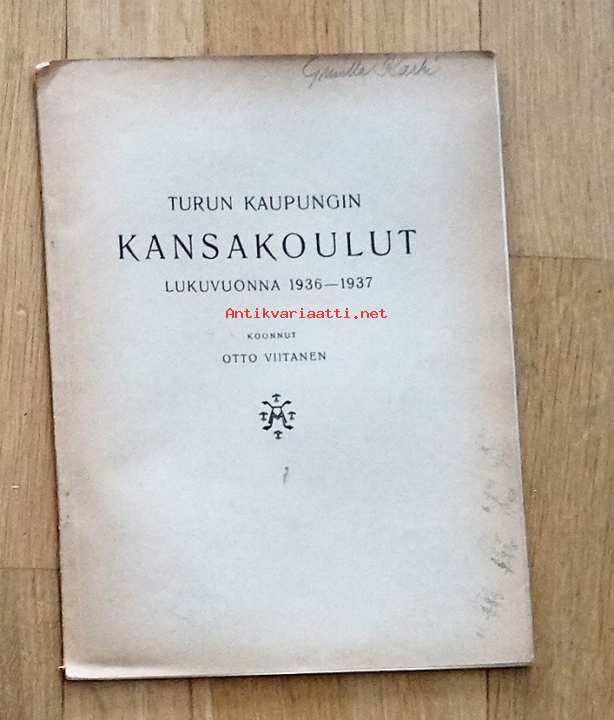 TURUN KAUPUNGIN
KANSAKOULUT
LUKUVUONNA 1936—1937
Antikvariaatti.net
KOONNUT
OTTO VIITANEN